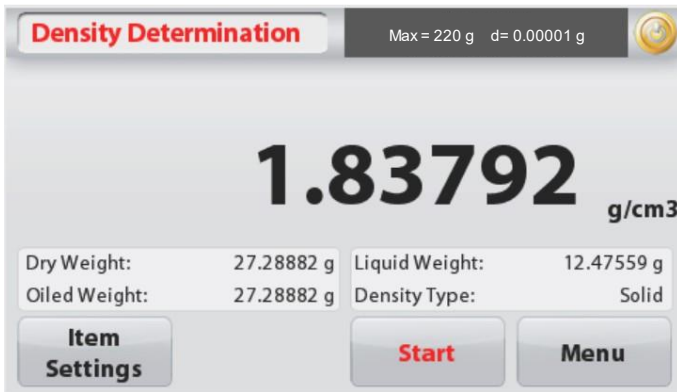 Density Determination
Max = 220 g d= 0.00001 g
1.83792 g/cm3
Dry Weight: 27.28882 g Liquid Weight: 12.47559 g
Oiled Weight: 27.28882 g Density Type: Solid
Item
Settings
Start
Menu